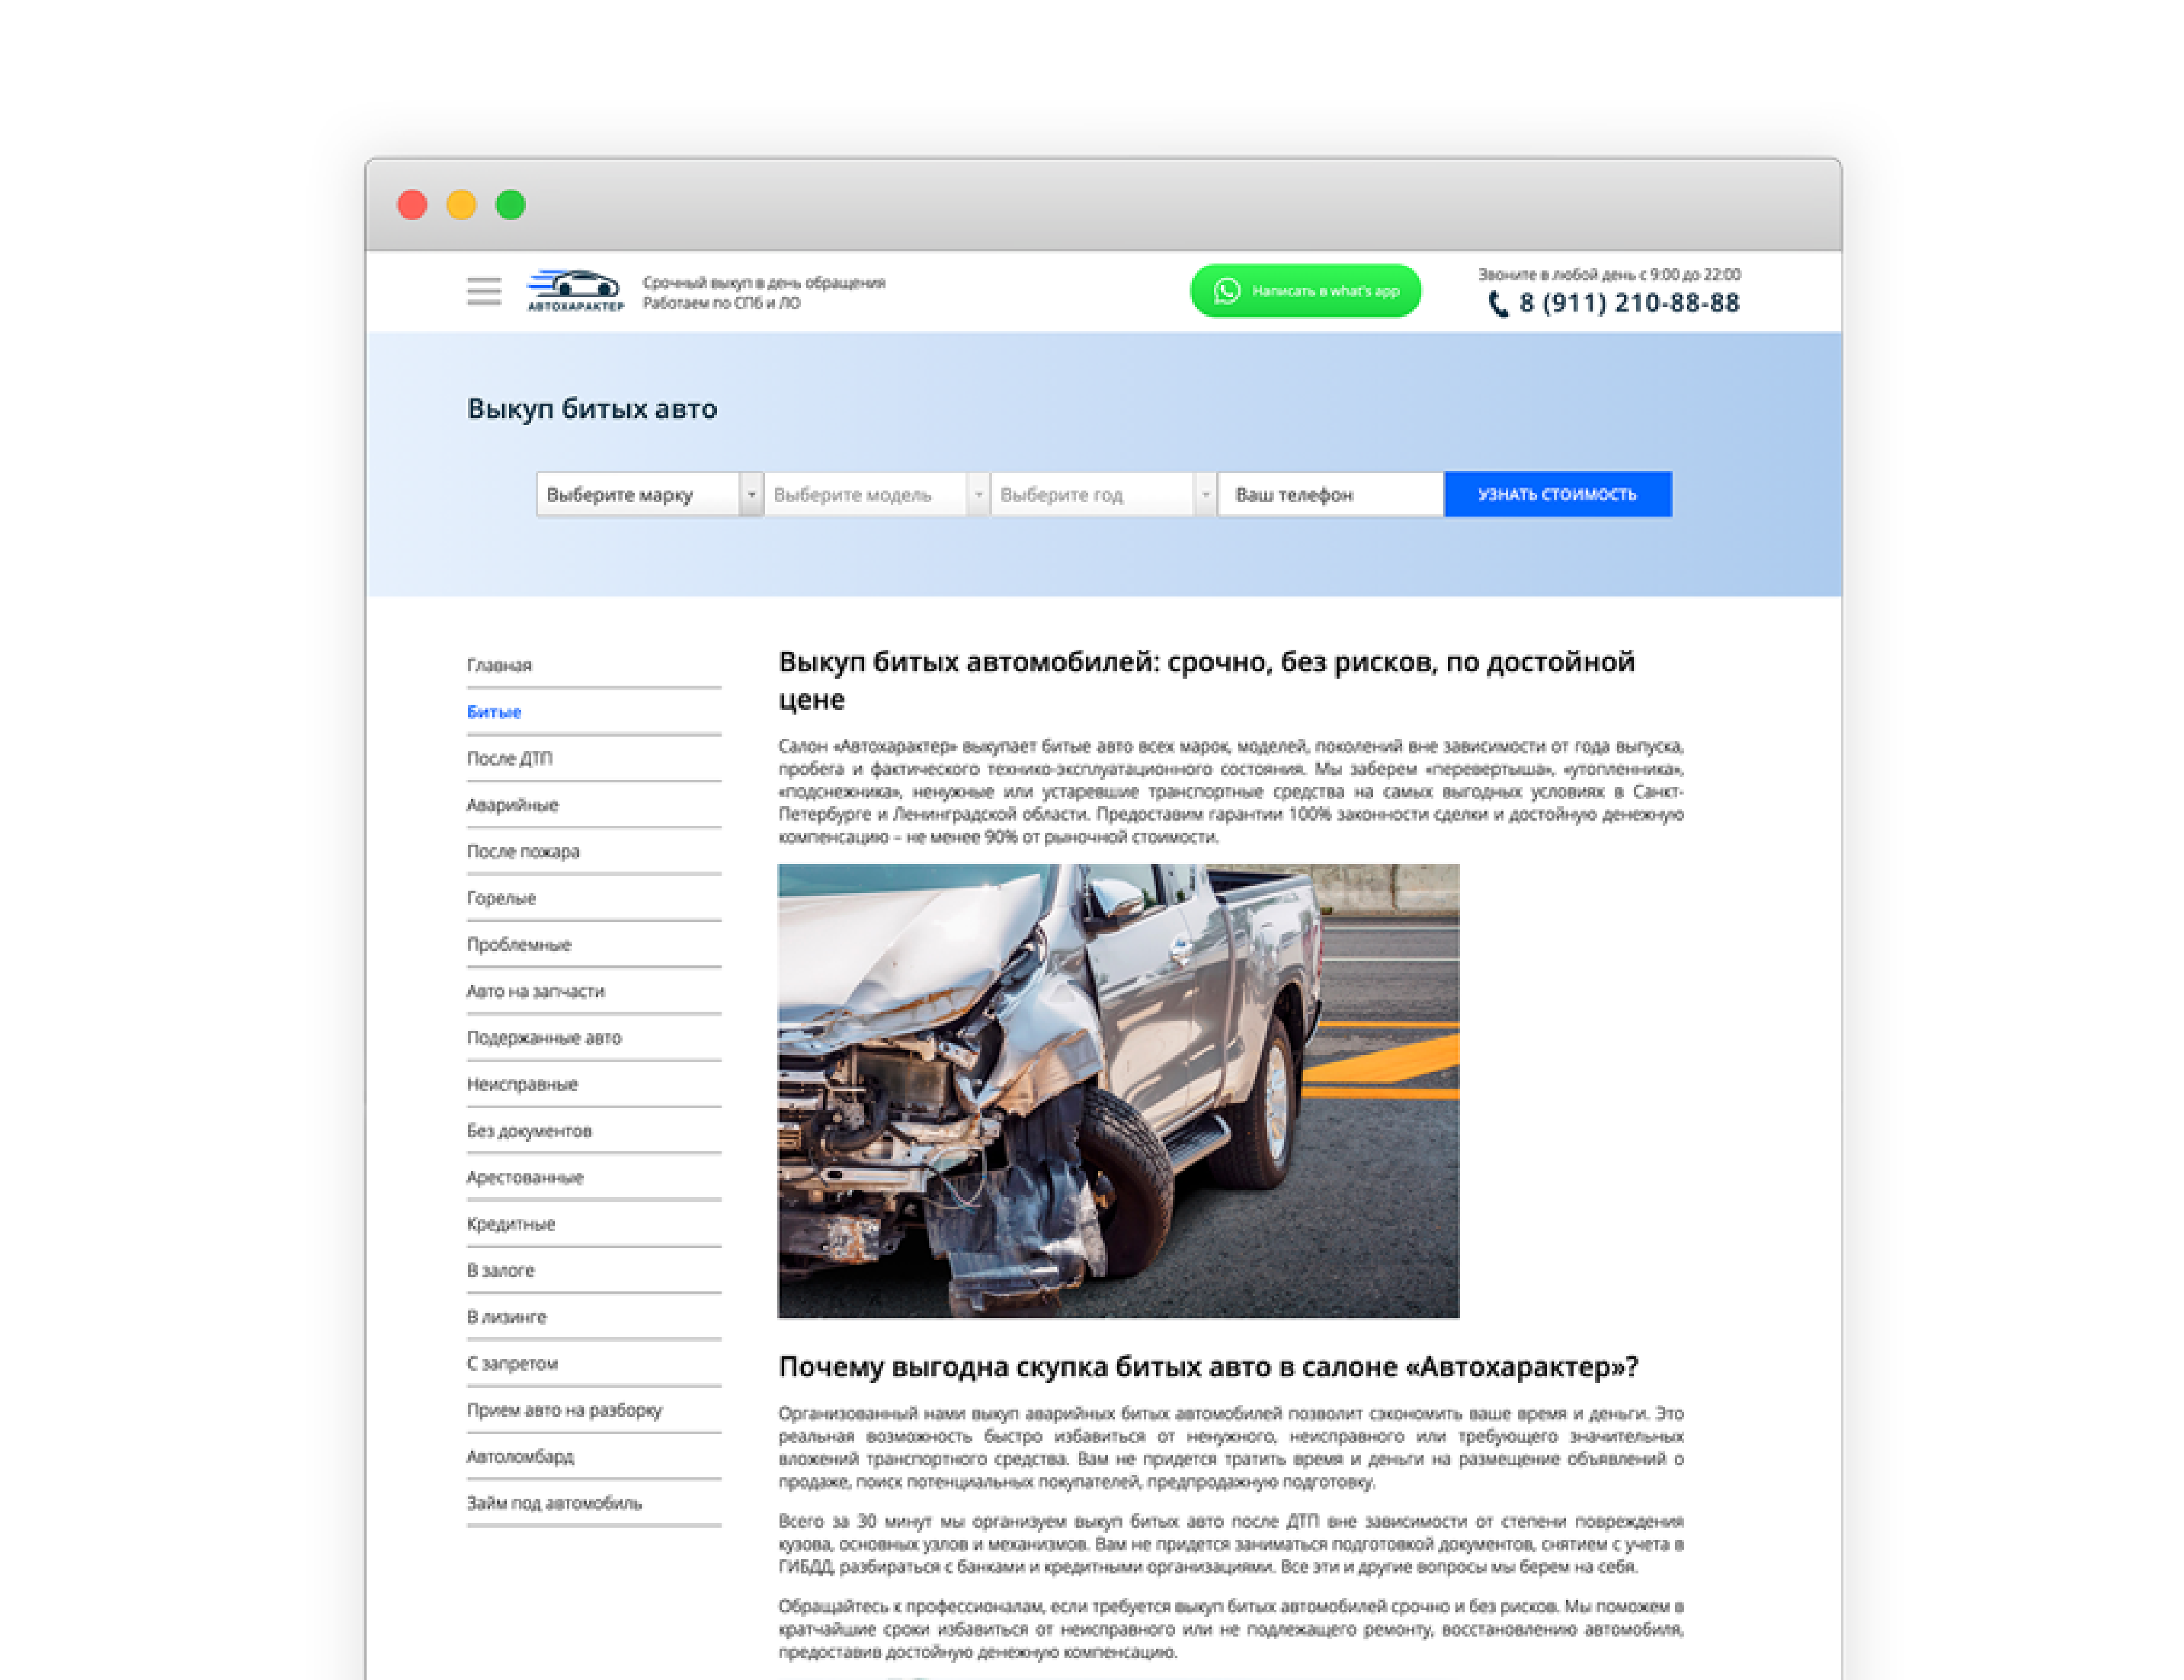 АВТОХАРАКТЕР
Срочный выкуп в день обращения
Работаем по СПб и ЛО
Написать в what's app
Звоните в любой день с 9:00 до 22:00
8 (911) 210-88-88
Выкуп битых авто
Выберите марку
Выберите модель
Выберите год
Ваш телефон
УЗНАТЬ СТОИМОСТЬ
Главная
Битые
После ДТП
Аварийные
После пожара
Горелые
Проблемные
Авто на запчасти
Подержанные авто
Неисправные
Без документов
Арестованные
Кредитные
В залоге
В лизинге
С запретом
Прием авто на разборку
Автоломбард
Займ под автомобиль
Выкуп битых автомобилей: срочно, без рисков, по достойной
цене
Салон «Автохарактер» выкупает битые авто всех марок, моделей, поколений вне зависимости от года выпуска,
пробега и фактического технико-эксплуатационного состояния. Мы заберем «перевертыша», «утопленника»,
«подснежника», ненужные или устаревшие транспортные средства на самых выгодных условиях в Санкт-
Петербурге и Ленинградской области. Предоставим гарантии 100% законности сделки и достойную денежную
компенсацию – не менее 90% от рыночной стоимости.
Почему выгодна скупка битых авто в салоне «Автохарактер»?
Организованный нами выкуп аварийных битых автомобилей позволит сэкономить ваше время и деньги. Это
реальная возможность быстро избавиться от ненужного, неисправного или требующего значительных
вложений транспортного средства. Вам не придется тратить время и деньги на размещение объявлений о
продаже, поиск потенциальных покупателей, предпродажную подготовку.
Всего за 30 минут мы организуем выкуп битых авто после ДТП вне зависимости от степени повреждения
кузова, основных узлов и механизмов. Вам не придется заниматься подготовкой документов, снятием с учета в
ГИБДД, разбираться с банками и кредитными организациями. Все эти и другие вопросы мы берем на себя.
Обращайтесь к профессионалам, если требуется выкуп битых автомобилей срочно и без рисков. Мы поможем в
кратчайшие сроки избавиться от неисправного или не подлежащего ремонту, восстановлению автомобиля,
предоставив достойную денежную компенсацию.